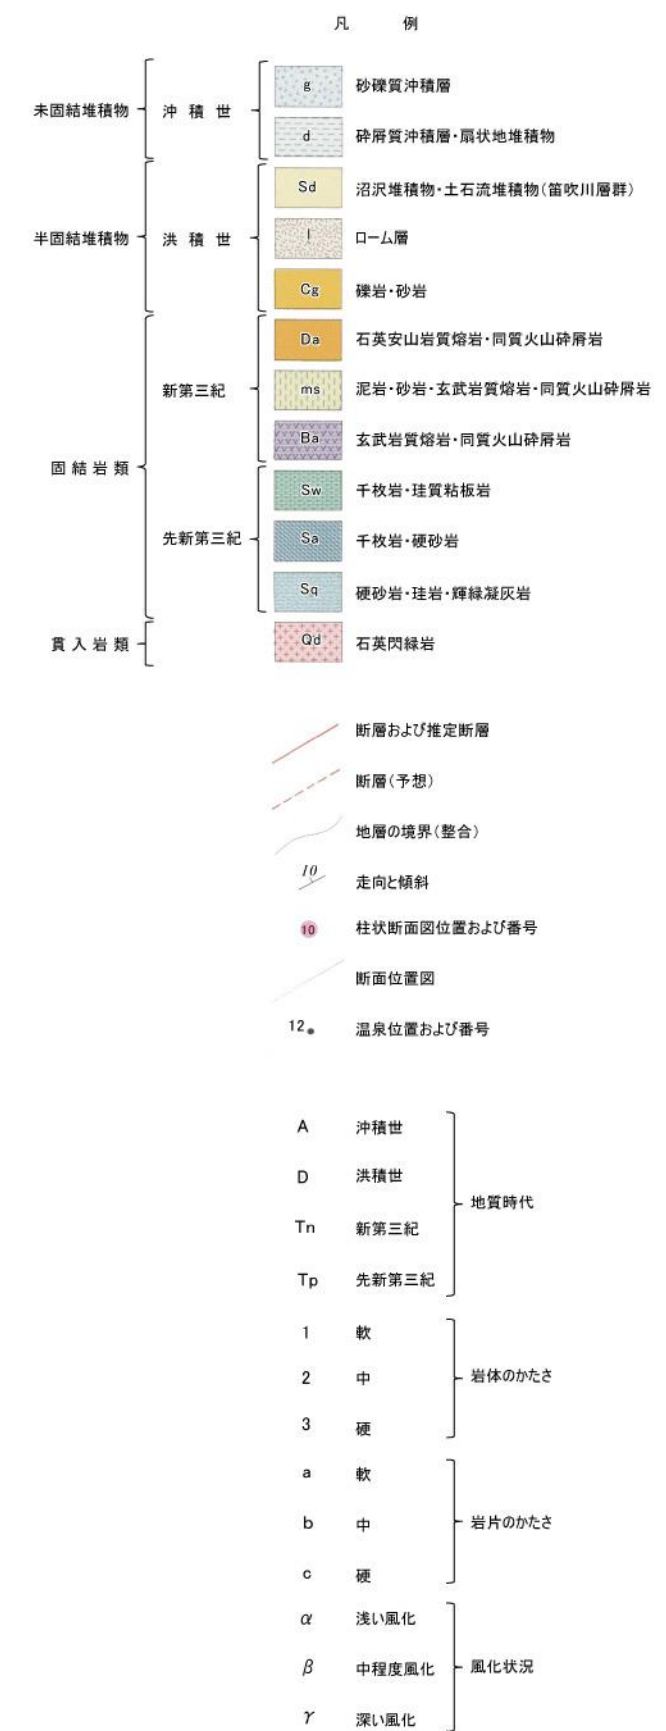 凡 例
未固結堆積物 沖積世 g 砂礫質沖積層
d 砕屑質沖積層・扇状地堆積物
半固結堆積物 洪積世 Sd 沼沢堆積物・土石流堆積物(笛吹川層群)
l ローム層
Cg 礫岩・砂岩
固結岩類 新第三紀 Da 石英安山岩質熔岩・同質火山砕屑岩
ms 泥岩・砂岩・玄武岩質熔岩・同質火山砕屑岩
Ba 玄武岩質熔岩・同質火山砕屑岩
先新第三紀 Sw 千枚岩・珪質粘板岩
Sa 千枚岩・硬砂岩
Sq 硬砂岩・珪岩・輝緑凝灰岩
貫入岩類 Qd 石英閃緑岩
断層および推定断層
断層(予想)
地層の境界(整合)
10 走向と傾斜
10 柱状断面図位置および番号
断面位置図
12 温泉位置および番号
A 沖積世
D 洪積世
地質時代
Tn 新第三紀
Tp 先新第三紀
1 軟
2 中 岩体のかたさ
3 硬
a 軟
b 中 岩片のかたさ
c 硬
α 浅い風化
β 中程度風化 風化状況
γ 深い風化